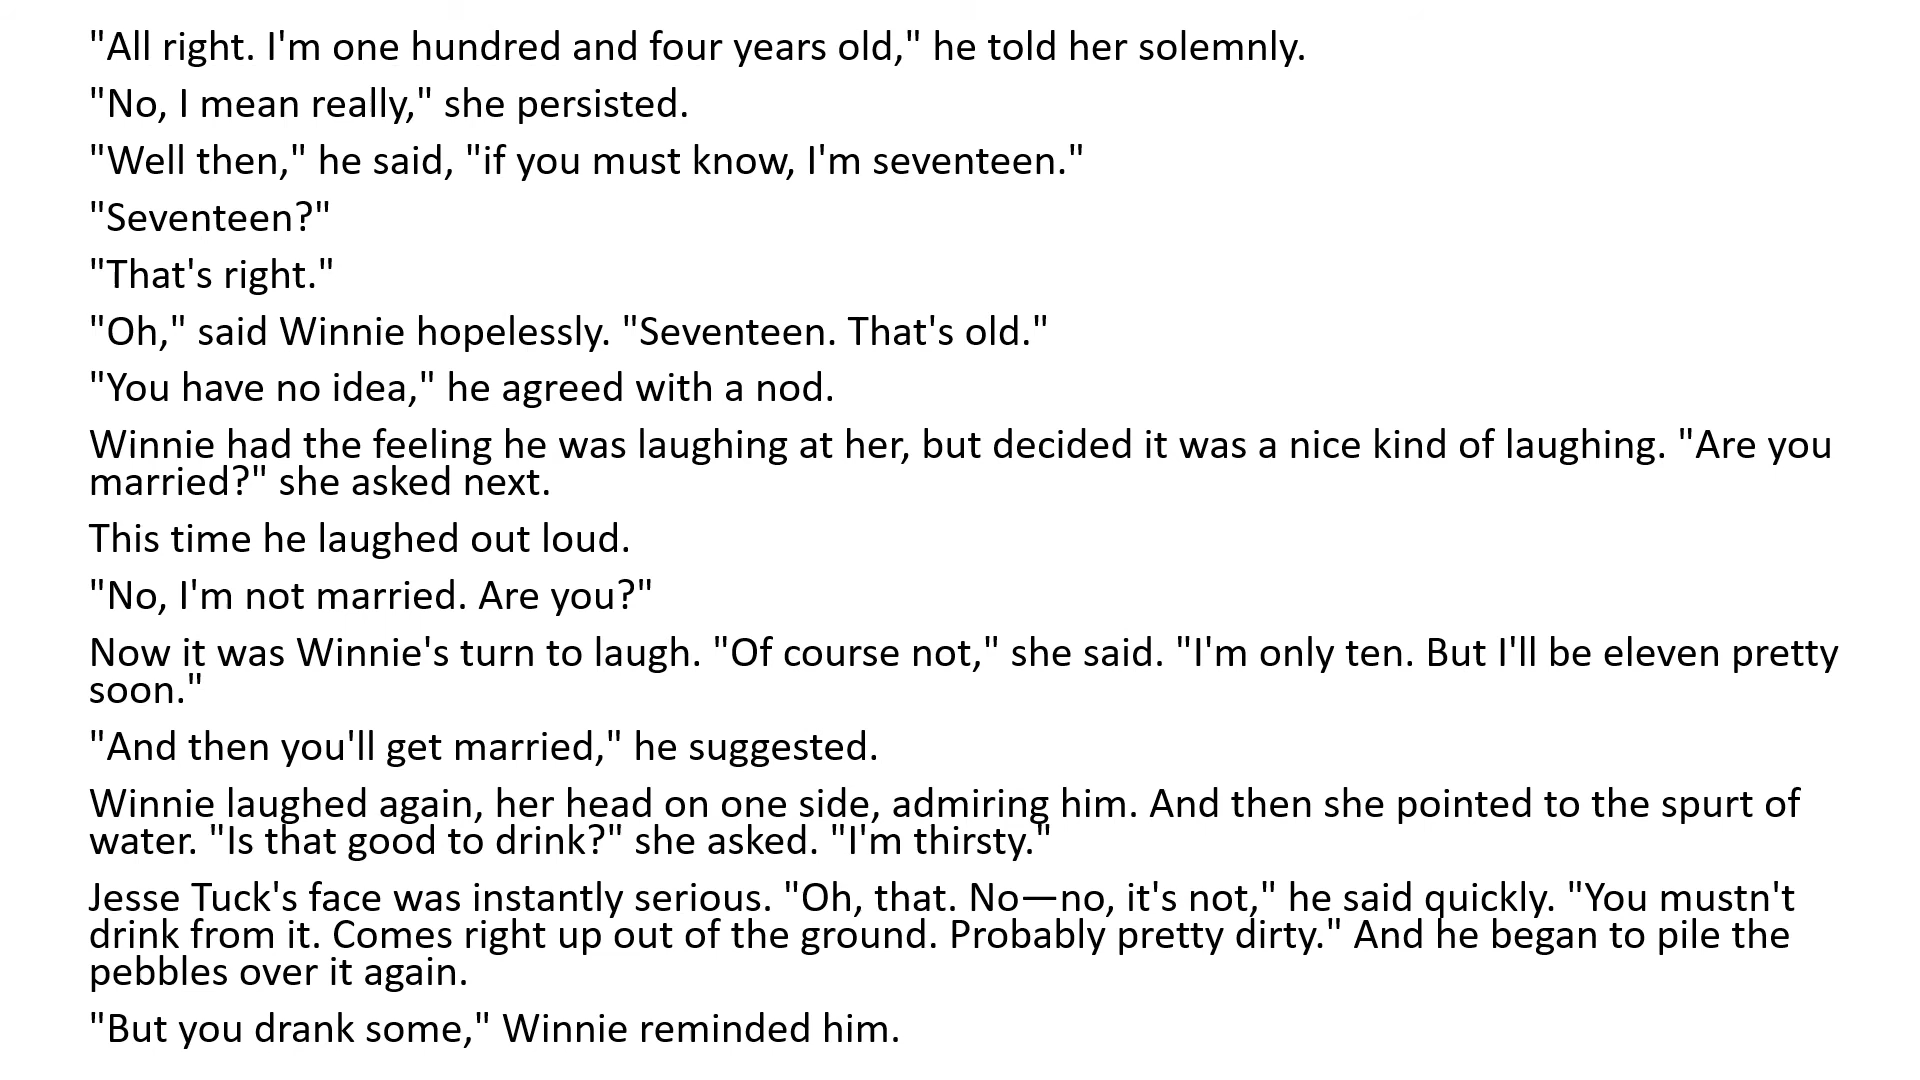 "All right. I'm one hundred and four years old," he told her solemnly.
"No, I mean really," she persisted.
"Well then," he said, "if you must know, I'm seventeen."
"Seventeen?"
"That's right."
"Oh," said Winnie hopelessly. "Seventeen. That's old."
"You have no idea," he agreed with a nod.
Winnie had the feeling he was laughing at her, but decided it was a nice kind of laughing. "Are you
married?" she asked next.
This time he laughed out loud.
"No, I'm not married. Are you?"
Now it was Winnie's turn to laugh. "Of course not," she said. "I'm only ten. But I'll be eleven pretty
soon."
"And then you'll get married," he suggested.
Winnie laughed again, her head on one side, admiring him. And then she pointed to the spurt of
water. "Is that good to drink?" she asked. "I'm thirsty."
Jesse Tuck's face was instantly serious. "Oh, that. No—no, it's not," he said quickly. "You mustn't
drink from it. Comes right up out of the ground. Probably pretty dirty." And he began to pile the
pebbles over it again.
"But you drank some," Winnie reminded him.